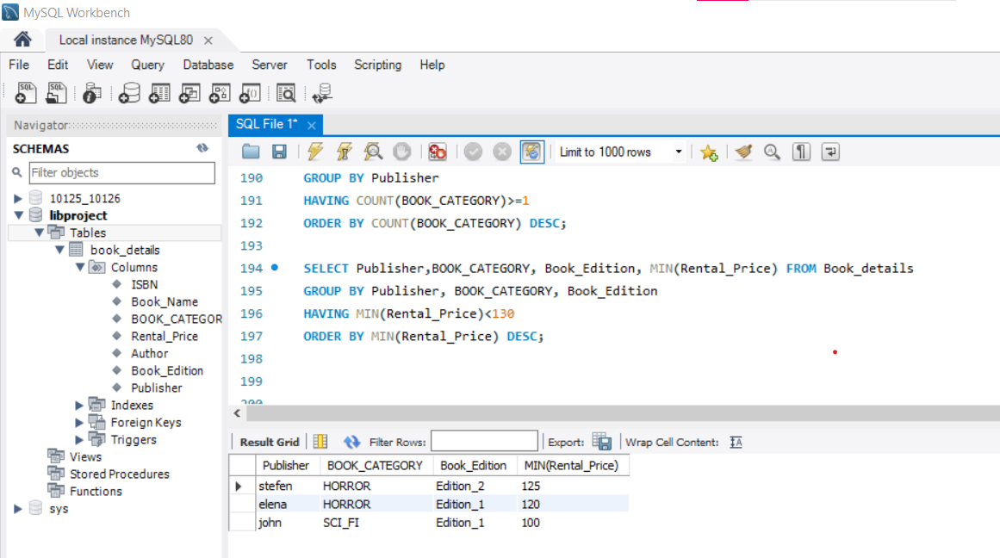 MySQL Workbench
Local instance MySQL80
File Edit View Query Database Server Tools Scripting Help
Navigator
SQL File 1*
SCHEMAS
Limit to 1000 rows
Filter objects
10125_10126
libproject
Tables
book_details
Columns
ISBN
Book_Name
BOOK_CATEGOR
Rental_Price
Author
Book_Edition
Publisher
Indexes
Foreign Keys
Triggers
Views
Stored Procedures
Functions
sys
190 GROUP BY Publisher
191 HAVING COUNT(BOOK_CATEGORY)>=1
192 ORDER BY COUNT(BOOK_CATEGORY) DESC;
193
194 SELECT Publisher,BOOK_CATEGORY, Book_Edition, MIN(Rental_Price) FROM Book_details
195 GROUP BY Publisher, BOOK_CATEGORY, Book_Edition
196 HAVING MIN(Rental_Price)<130
197 ORDER BY MIN(Rental_Price) DESC;
198
199
200
Result Grid Filter Rows: Export: Wrap Cell Content:
Publisher BOOK_CATEGORY Book_Edition MIN(Rental_Price)
stefen HORROR Edition_2 125
elena HORROR Edition_1 120
john SCI_FI Edition_1 100